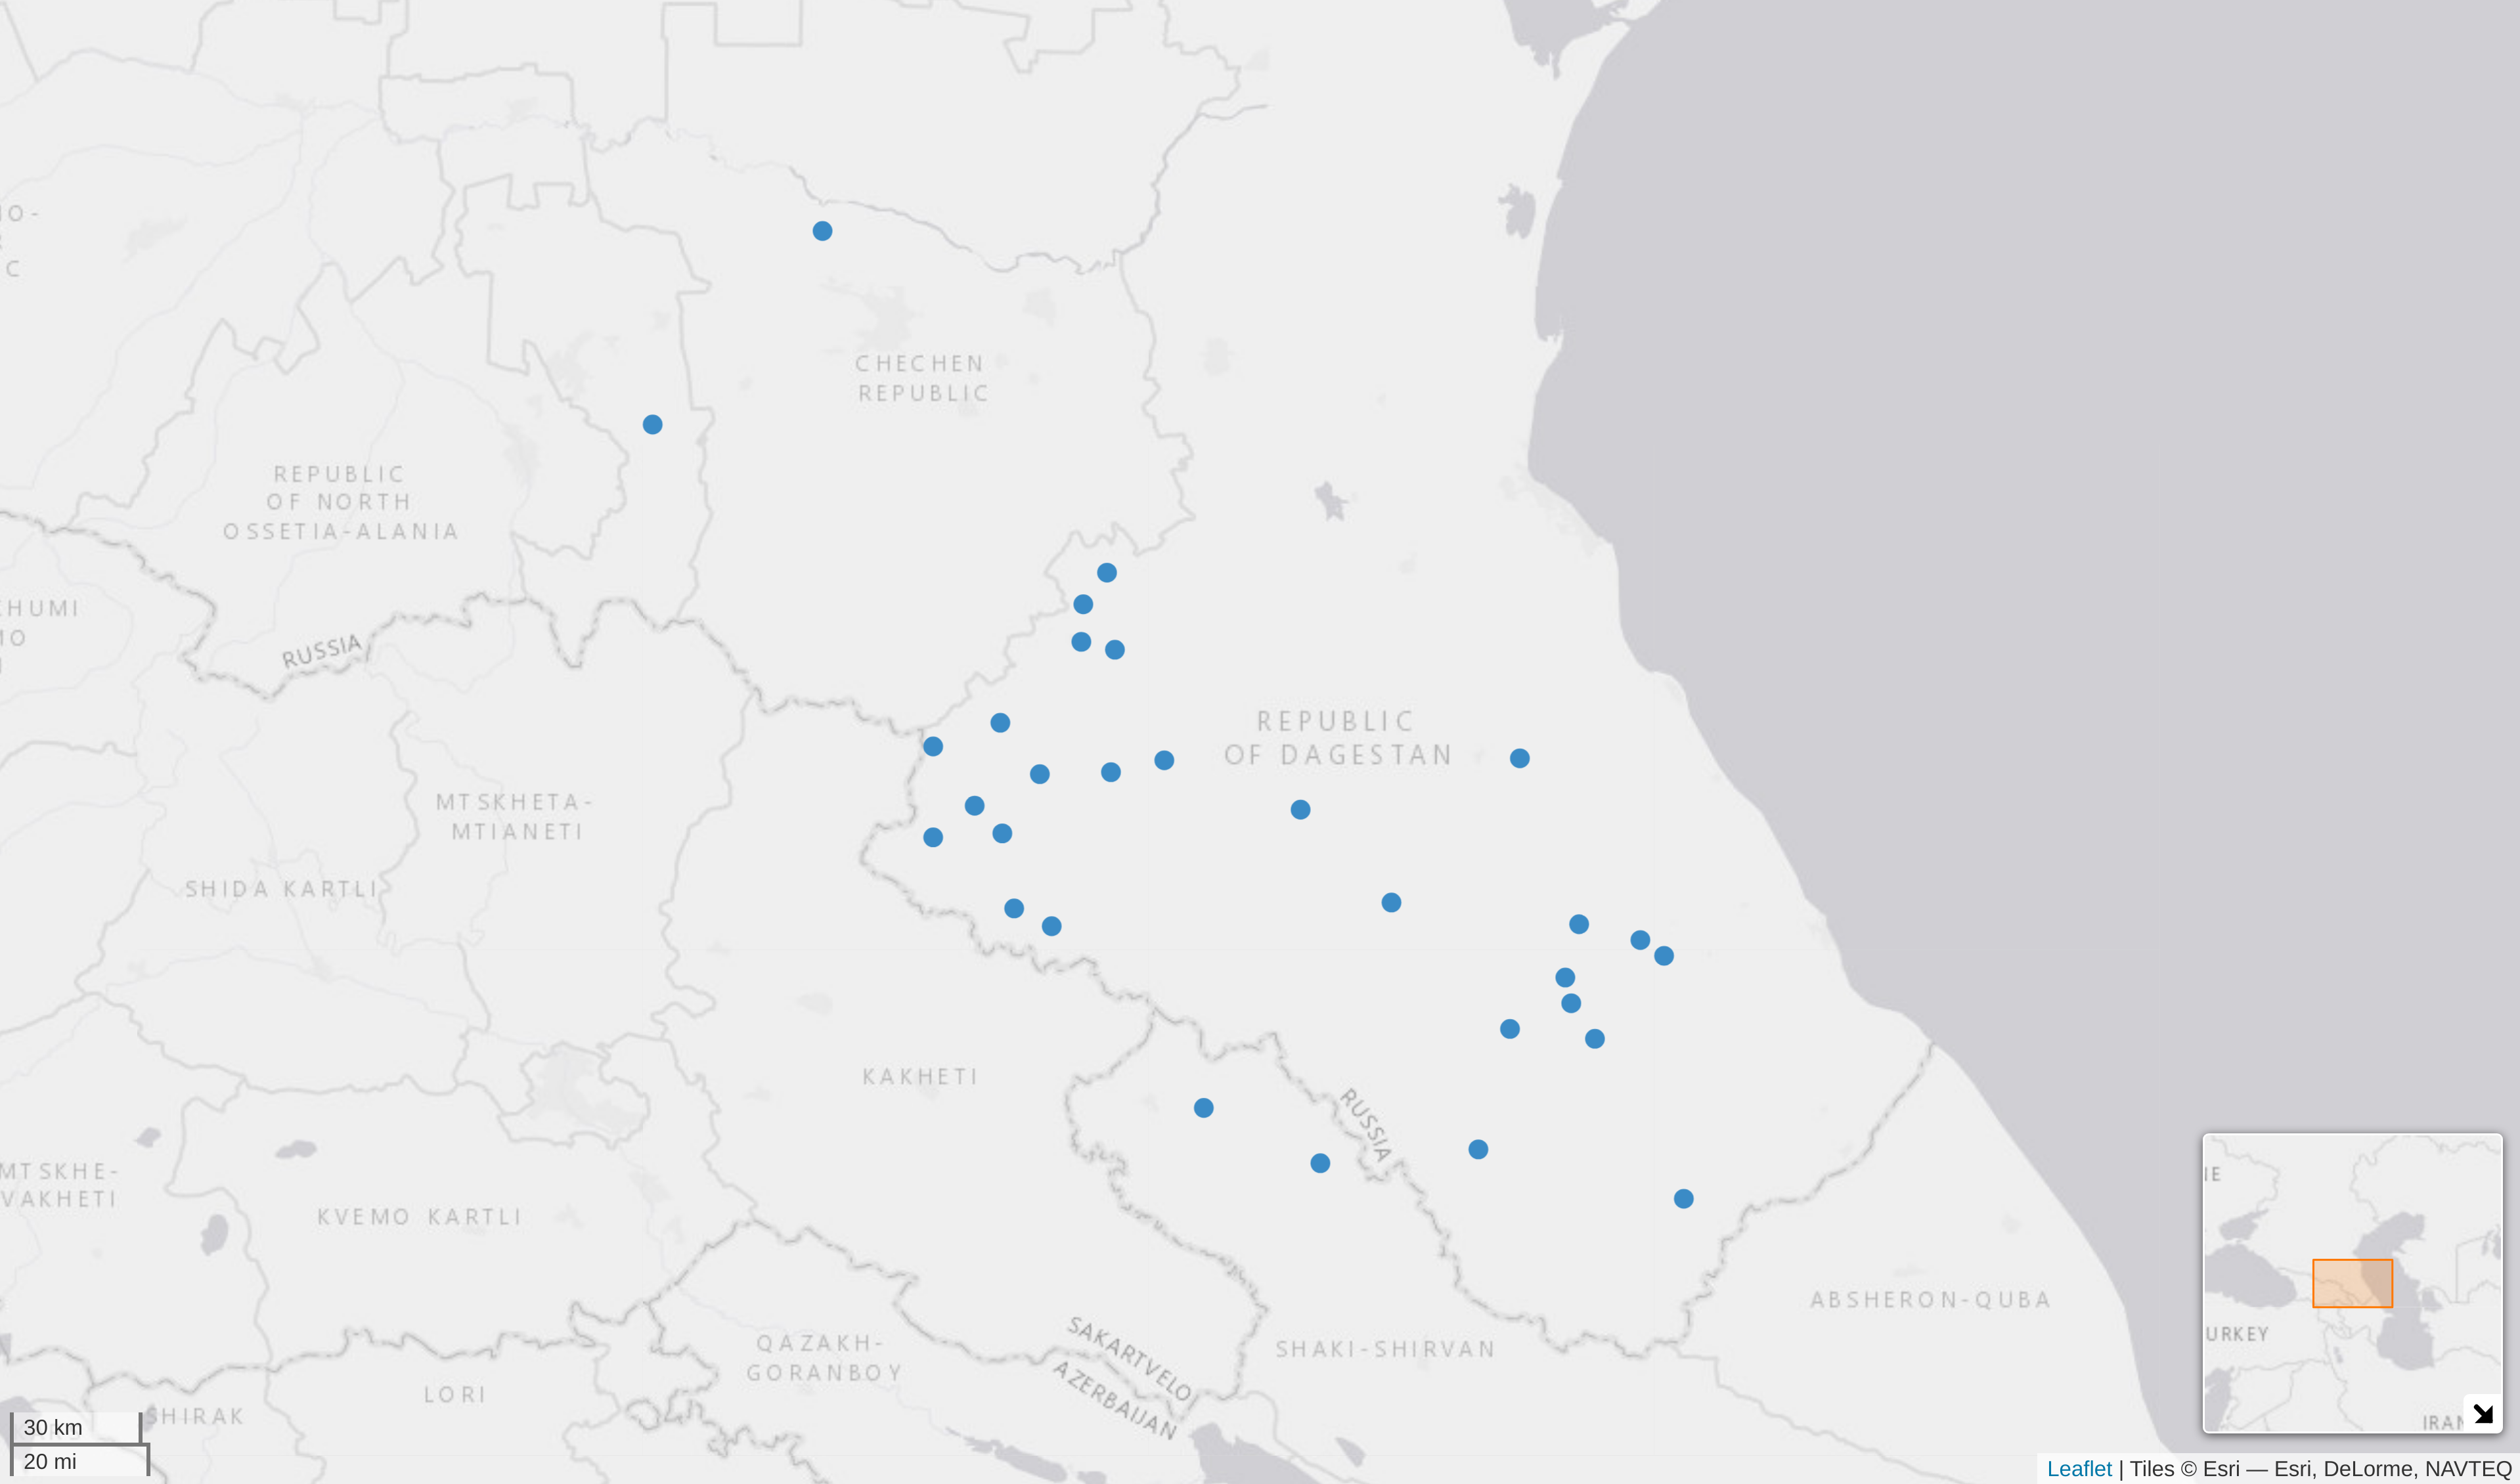 IO-
C
CHECHEN
REPUBLIC
REPUBLIC
OF NORTH
OSSETIA-ALANIA
KHUMI
RUSSIA
REPUBLIC
OF DAGESTAN
MTSKHETA-
MTIANETI
SHIDA KARTLI
KAKHETI
RUSSIA
MTSKHE-
VAKHETI
KVEMO KARTLI
ABSHERON-QUBA
QAZAKH-
GORANBOY
SAKARTVELO
AZERBAIJAN
SHAKI-SHIRVAN
LORI
SHIRAK
IE
URKEY
IRAN
30 km
20 mi
Leaflet | Tiles © Esri — Esri, DeLorme, NAVTEQ